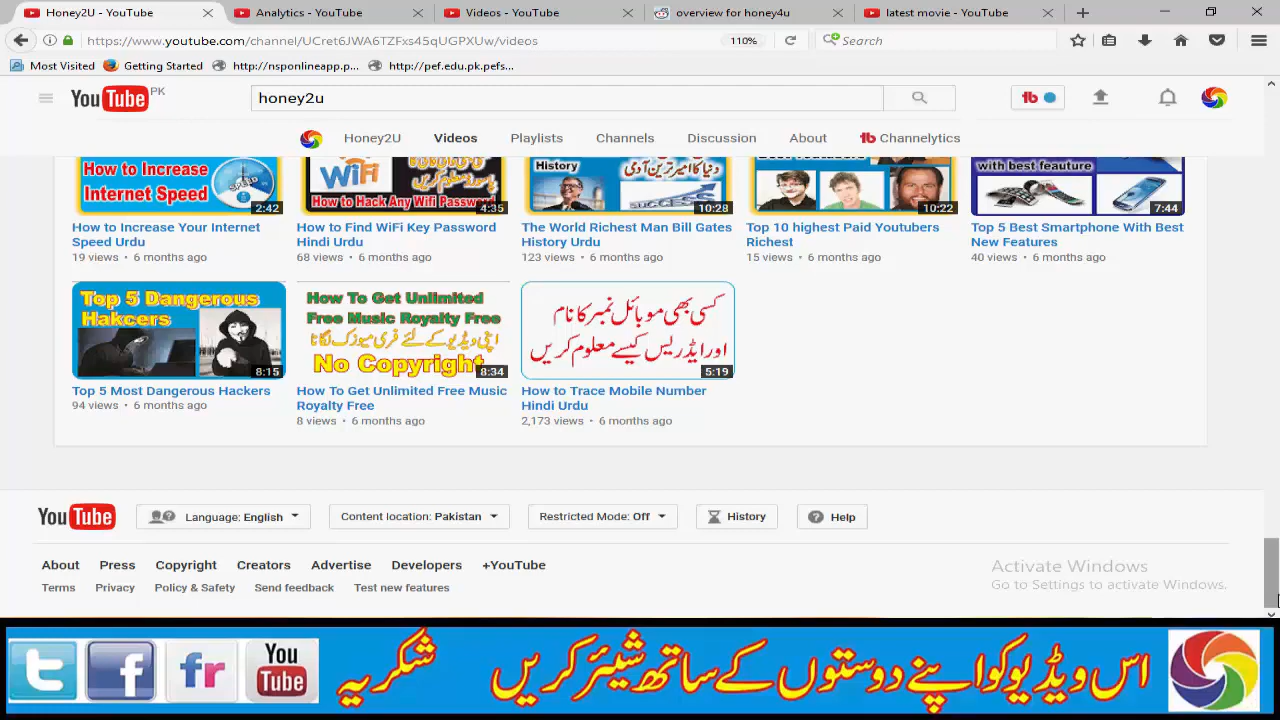 Honey2U - YouTube
Analytics - YouTube
Videos - YouTube
overview for honey4u
latest movie - YouTube
https://www.youtube.com/channel/UCret6JWA6TZFxs45qUGPXUw/videos
110%
Search
Most Visited
Getting Started
http://nsponlineapp.p...
http://pef.edu.pk.pefs...
YouTube PK
honey2u
tb
Honey2U
Videos
Playlists
Channels
Discussion
About
tb Channelytics
How to Increase
Internet Speed
SPEED
2:42
WiFi
پاسورڈ معلوم کریں
How to Hack Any Wifi Password
4:35
History
دنیا کا امیر ترین آدمی
SUCCESS
10:28
10:22
with best feauture
7:44
How to Increase Your Internet
Speed Urdu
19 views • 6 months ago
How to Find WiFi Key Password
Hindi Urdu
68 views • 6 months ago
The World Richest Man Bill Gates
History Urdu
123 views • 6 months ago
Top 10 highest Paid Youtubers
Richest
15 views • 6 months ago
Top 5 Best Smartphone With Best
New Features
40 views • 6 months ago
Top 5 Dangerous
Hakcers
8:15
How To Get Unlimited
Free Music Royalty Free
اپنی ویڈیو کے لئے فری میوزک لگانا
No Copyright
8:34
کسی بھی موبائل نمبر کا نام
اور ایڈریس کیسے معلوم کریں
5:19
Top 5 Most Dangerous Hackers
94 views • 6 months ago
How To Get Unlimited Free Music
Royalty Free
8 views • 6 months ago
How to Trace Mobile Number
Hindi Urdu
2,173 views • 6 months ago
YouTube
Language: English
Content location: Pakistan
Restricted Mode: Off
History
Help
About
Press
Copyright
Creators
Advertise
Developers
+YouTube
Terms
Privacy
Policy & Safety
Send feedback
Test new features
Activate Windows
Go to Settings to activate Windows.
t
f
fr
You
Tube
اس ویڈیو کو اپنے دوستوں کے ساتھ شیئر کریں شکریہ